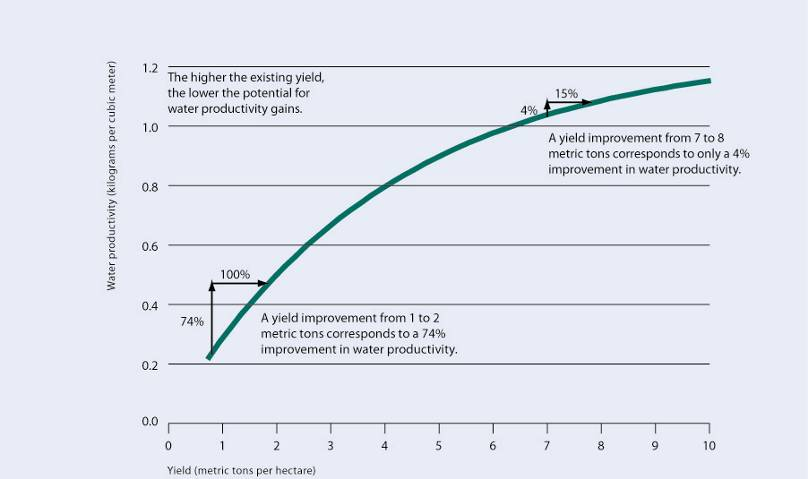 Water productivity (kilograms per cubic meter)
1.2
The higher the existing yield,
the lower the potential for
water productivity gains.
15%
4%
1.0
A yield improvement from 7 to 8
metric tons corresponds to only a 4%
improvement in water productivity.
0.8
0.6
100%
0.4
74%
A yield improvement from 1 to 2
metric tons corresponds to a 74%
improvement in water productivity.
0.2
0.0
0 1 2 3 4 5 6 7 8 9 10
Yield (metric tons per hectare)